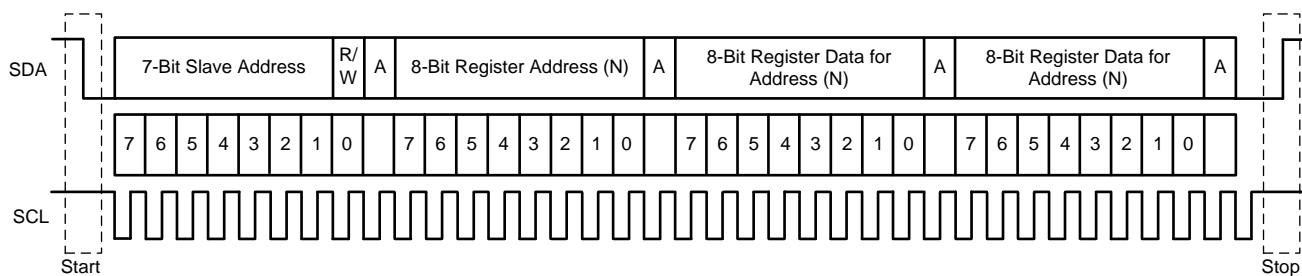 SDA
7-Bit Slave Address
R/
W
A
8-Bit Register Address (N)
A
8-Bit Register Data for
Address (N)
A
8-Bit Register Data for
Address (N)
A
7 6 5 4 3 2 1 0 7 6 5 4 3 2 1 0 7 6 5 4 3 2 1 0 7 6 5 4 3 2 1 0
SCL
Start
Stop